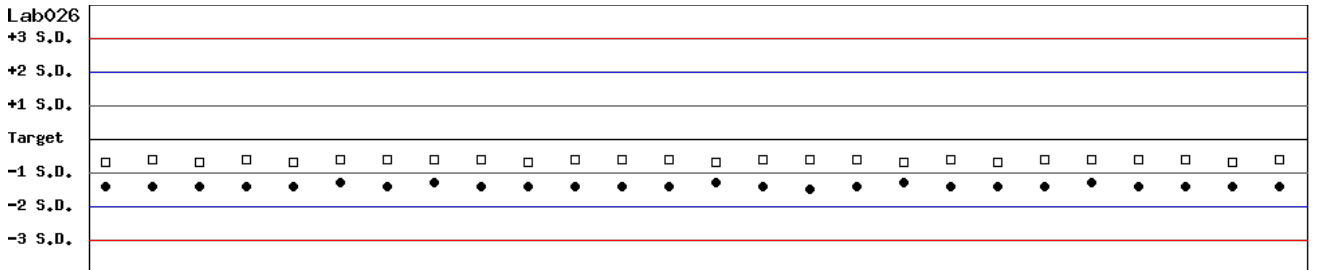 Lab026
+3 S.D.
+2 S.D.
+1 S.D.
Target
-1 S.D.
-2 S.D.
-3 S.D.